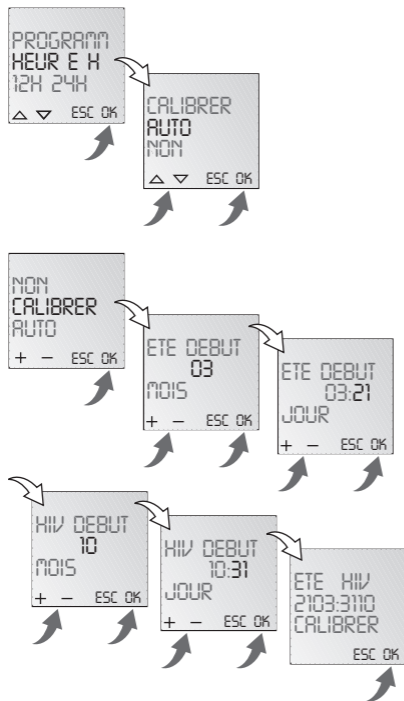 PROGRAMM
HEUR E H
12H 24H
△ ▽ ESC OK
CALIBRER
AUTO
NON
△ ▽ ESC OK
NON
CALIBRER
AUTO
+ − ESC OK
ETE DEBUT
03
MOIS
+ − ESC OK
ETE DEBUT
03:21
JOUR
+ − ESC OK
HIV DEBUT
10
MOIS
+ − ESC OK
HIV DEBUT
10:31
JOUR
+ − ESC OK
ETE HIV
2103:3110
CALIBRER
ESC OK